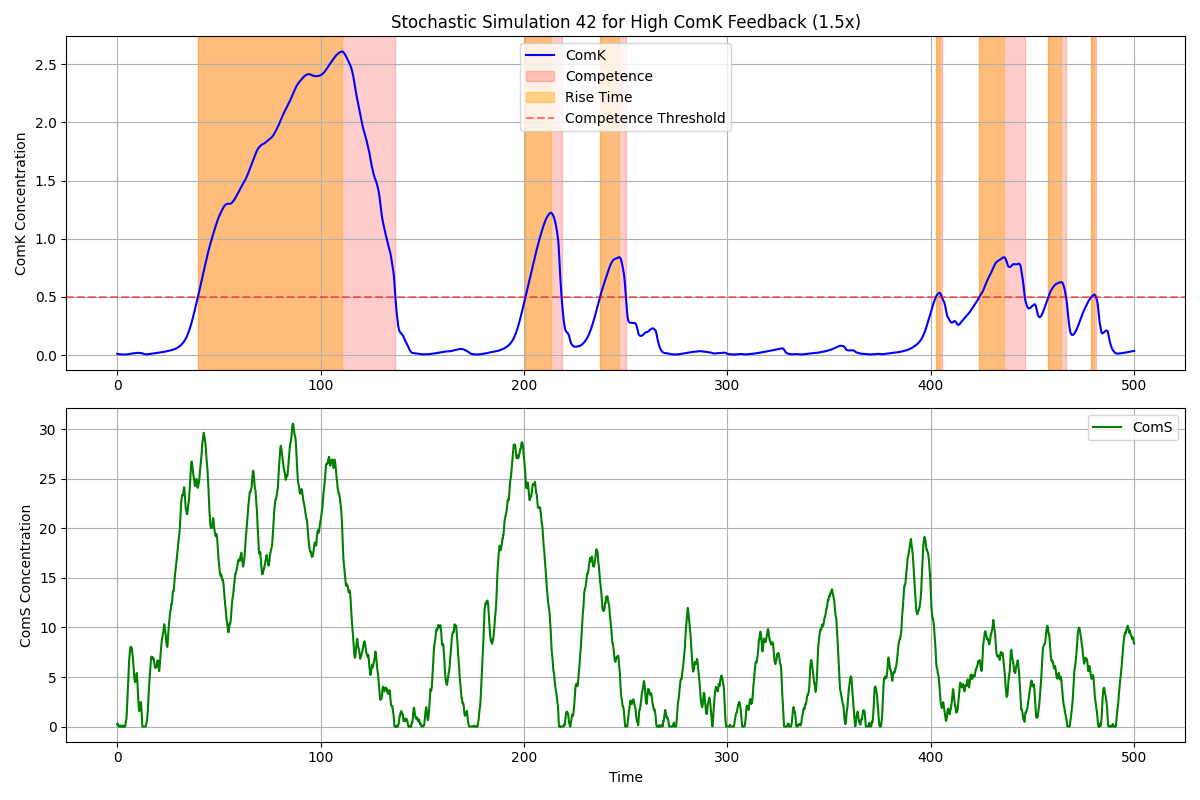 Stochastic Simulation 42 for High ComK Feedback (1.5x)
ComK Concentration
2.5
2.0
1.5
1.0
0.5
0.0
ComK
Competence
Rise Time
Competence Threshold
0 100 200 300 400 500
ComS Concentration
30
25
20
15
10
5
0
ComS
0 100 200 300 400 500
Time